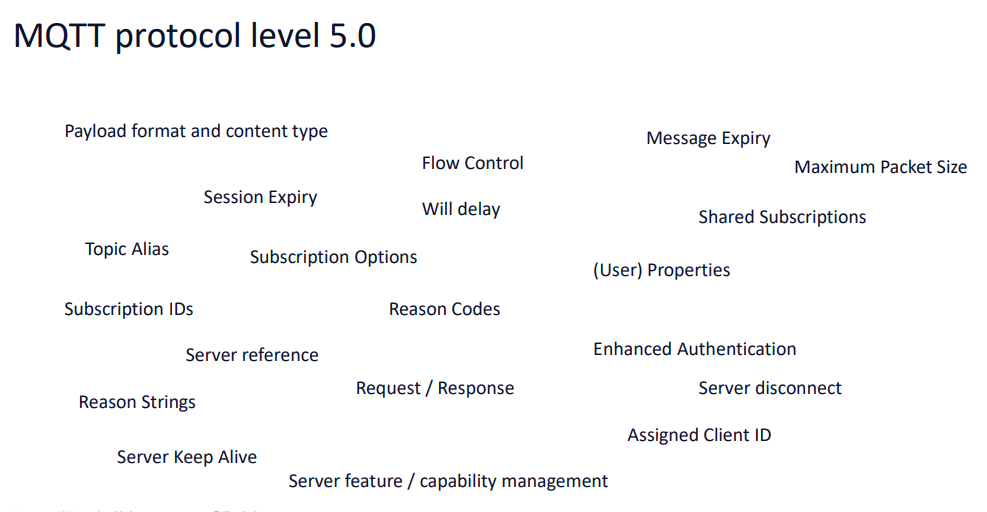 MQTT protocol level 5.0
Payload format and content type
Message Expiry
Flow Control
Maximum Packet Size
Session Expiry
Will delay
Shared Subscriptions
Topic Alias
Subscription Options
(User) Properties
Subscription IDs
Reason Codes
Server reference
Enhanced Authentication
Request / Response
Server disconnect
Reason Strings
Assigned Client ID
Server Keep Alive
Server feature / capability management